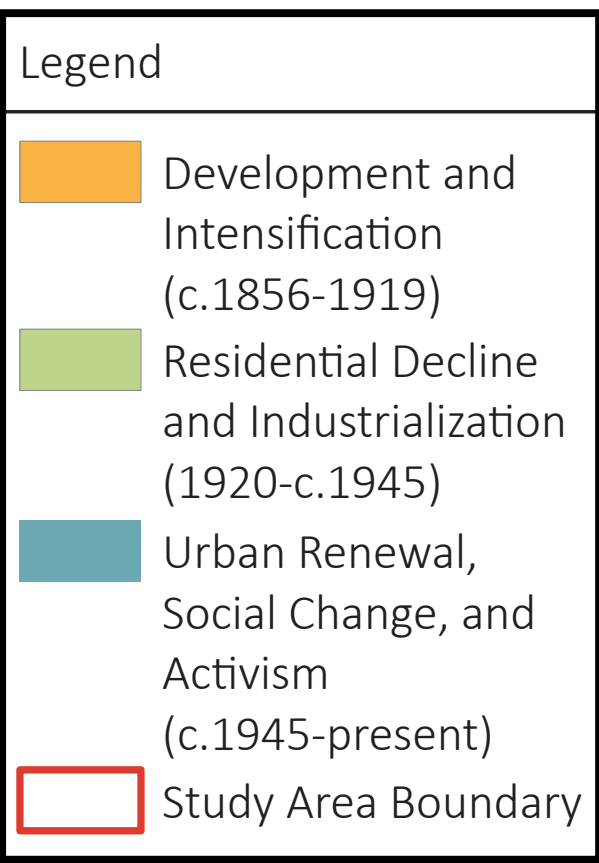 Legend
Development and
Intensification
(c.1856-1919)
Residential Decline
and Industrialization
(1920-c.1945)
Urban Renewal,
Social Change, and
Activism
(c.1945-present)
Study Area Boundary